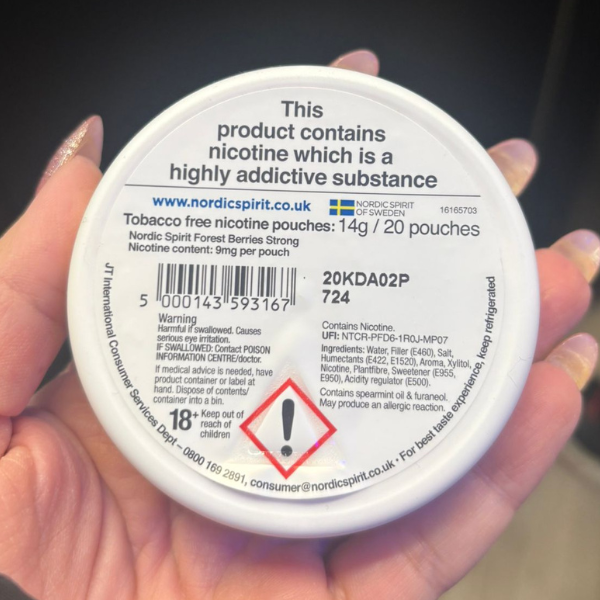 This
product contains
nicotine which is a
highly addictive substance
www.nordicspirit.co.uk
NORDIC SPIRIT
OF SWEDEN
16165703
Tobacco free nicotine pouches: 14g / 20 pouches
Nordic Spirit Forest Berries Strong
Nicotine content: 9mg per pouch
5 000143 593167
20KDA02P
724
Warning
Harmful if swallowed. Causes
serious eye irritation.
IF SWALLOWED: Contact POISON
INFORMATION CENTRE/doctor.
If medical advice is needed, have
product container or label at
hand. Dispose of contents/
container into a bin.
18+ Keep out of
reach of
children
Contains Nicotine.
UFI: NTCR-PFD6-1R0J-MP07
Ingredients: Water, Filler (E460), Salt,
Humectants (E422, E1520), Aroma, Xylitol,
Nicotine, Plantfibre, Sweetener (E955,
E950), Acidity regulator (E500).
Contains spearmint oil & furaneol.
May produce an allergic reaction.
JT International Consumer Services Dept – 0800 169 2891, consumer@nordicspirit.co.uk • For best taste experience, keep refrigerated